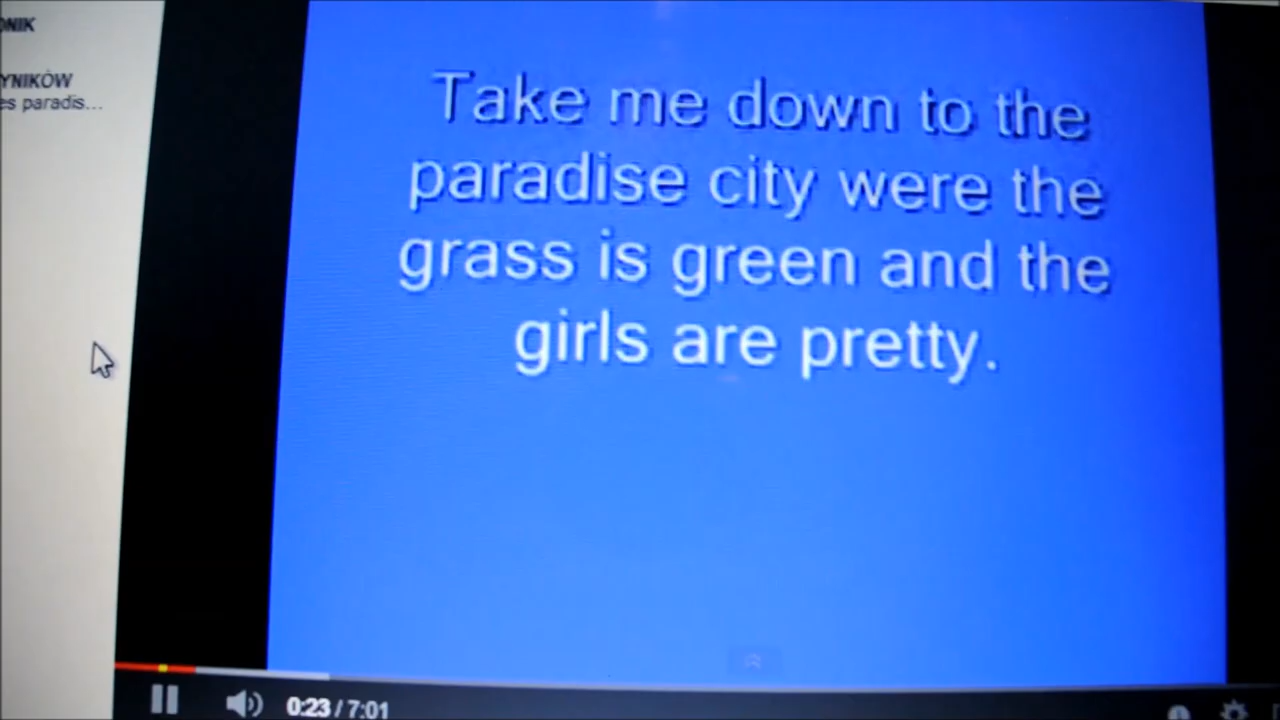 ONIK
YNIKÓW
es paradis...
Take me down to the
paradise city were the
grass is green and the
girls are pretty.
0:23 / 7:01